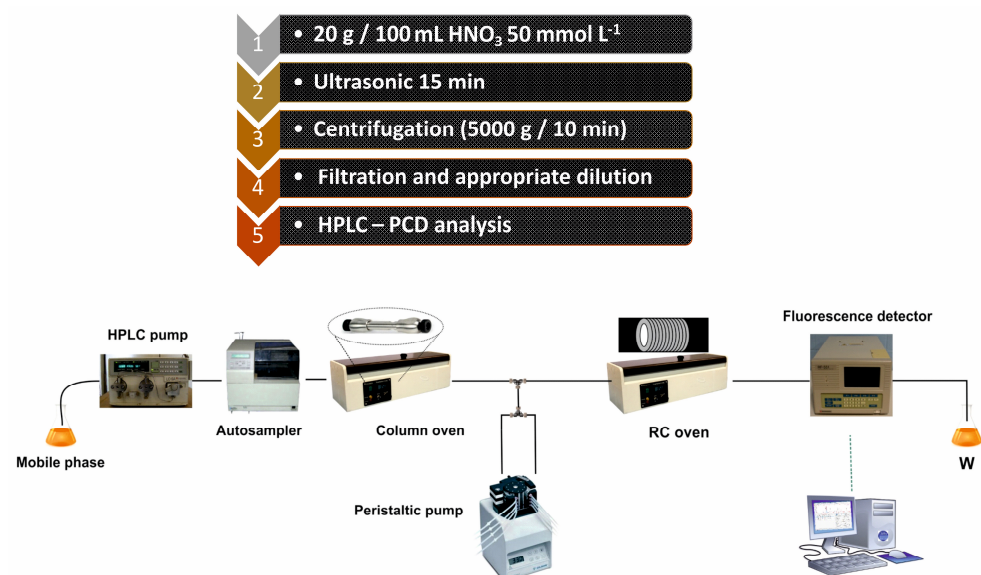 1 • 20 g / 100 mL HNO₃ 50 mmol L⁻¹
2 • Ultrasonic 15 min
3 • Centrifugation (5000 g / 10 min)
4 • Filtration and appropriate dilution
5 • HPLC – PCD analysis
HPLC pump
Fluorescence detector
Autosampler
Column oven
RC oven
Mobile phase
W
Peristaltic pump